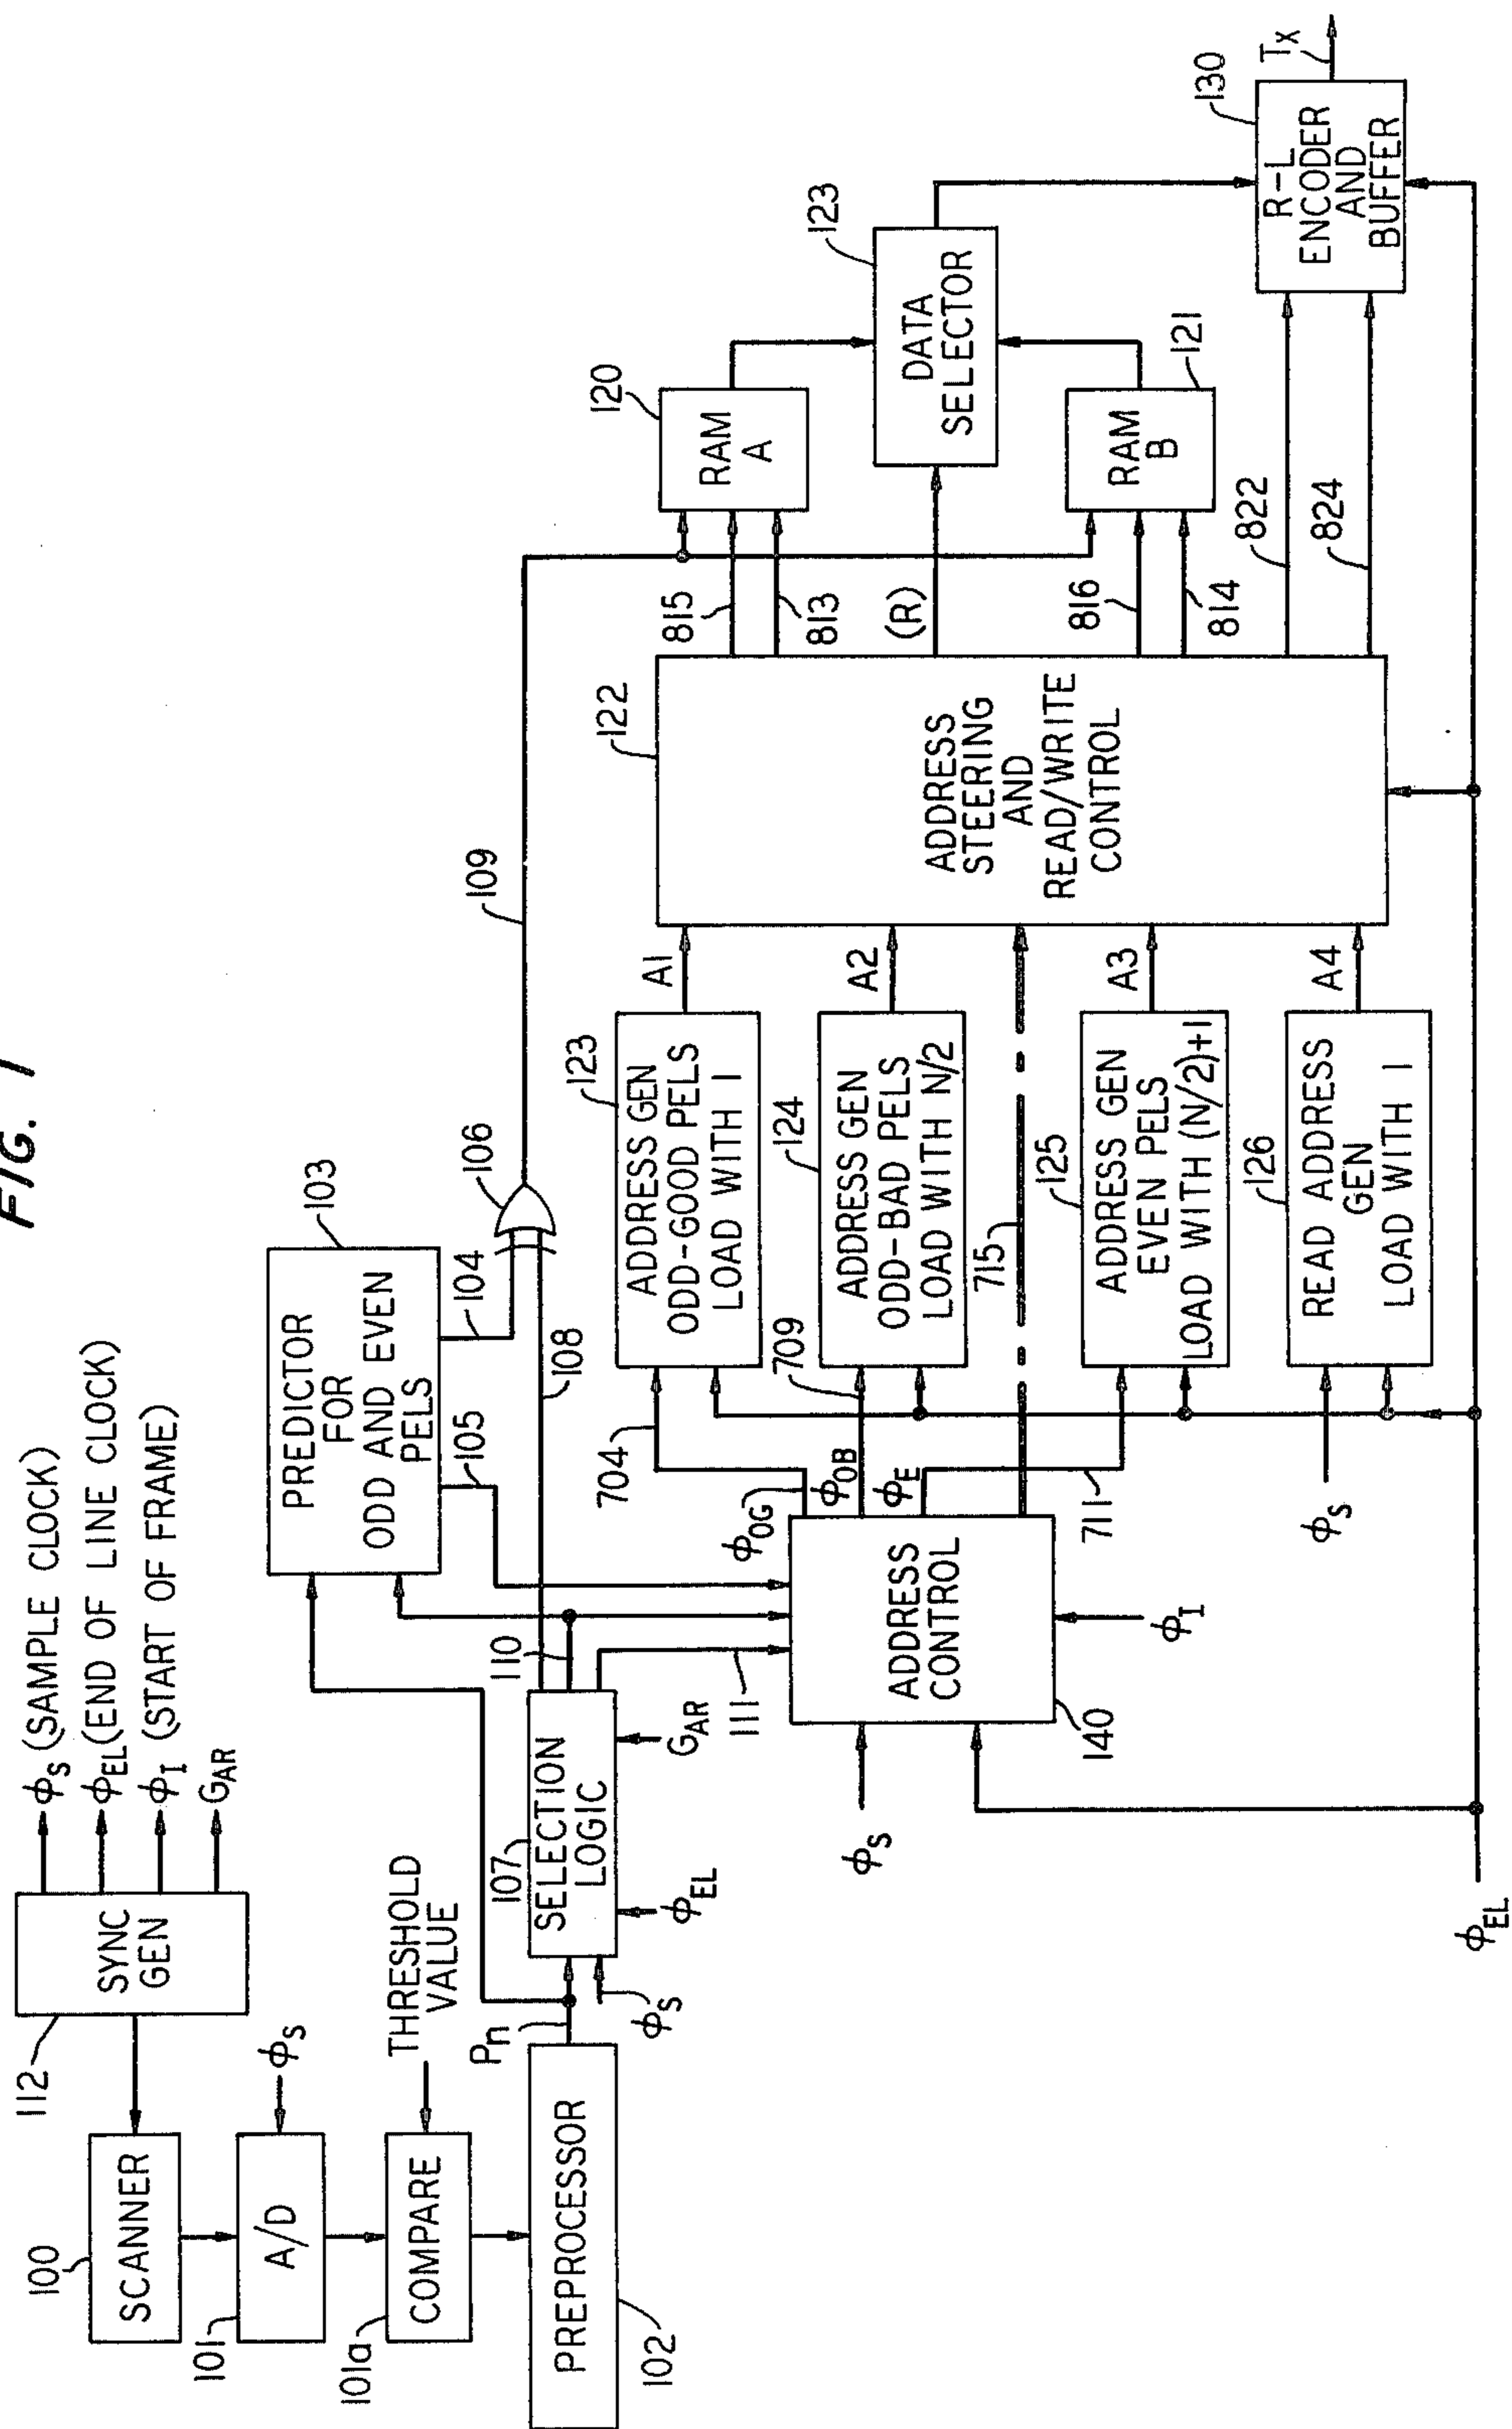 FIG. 1
112
SYNC
GEN
ϕS (SAMPLE CLOCK)
ϕEL (END OF LINE CLOCK)
ϕI (START OF FRAME)
GAR
100
SCANNER
101
A/D
ϕS
101a
COMPARE
THRESHOLD
VALUE
PREPROCESSOR
102
Pn
107
SELECTION
LOGIC
ϕS
ϕEL
GAR
103
PREDICTOR
FOR
ODD AND EVEN
PELS
104
105
106
108
109
110
111
ADDRESS
CONTROL
140
ϕS
ϕI
ϕOG
ϕOB
ϕE
704
709
711
715
123
ADDRESS GEN
ODD-GOOD PELS
LOAD WITH 1
124
ADDRESS GEN
ODD-BAD PELS
LOAD WITH N/2
125
ADDRESS GEN
EVEN PELS
LOAD WITH (N/2)+1
126
READ ADDRESS
GEN
LOAD WITH 1
ϕS
ϕEL
A1
A2
A3
A4
122
ADDRESS
STEERING
AND
READ/WRITE
CONTROL
815
813
(R)
816
814
822
824
120
RAM
A
121
RAM
B
123
DATA
SELECTOR
130
R-L
ENCODER
AND
BUFFER
Tx